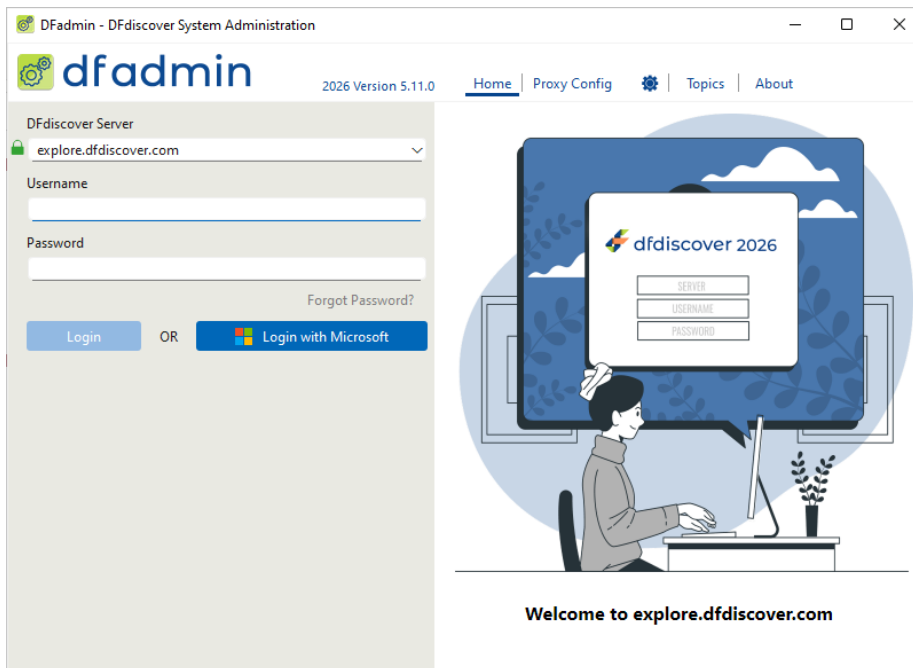 DFadmin - DFdiscover System Administration
dfadmin
2026 Version 5.11.0
Home
Proxy Config
Topics
About
DFdiscover Server
explore.dfdiscover.com
Username
Password
Forgot Password?
Login
OR
Login with Microsoft
dfdiscover 2026
SERVER
USERNAME
PASSWORD
Welcome to explore.dfdiscover.com